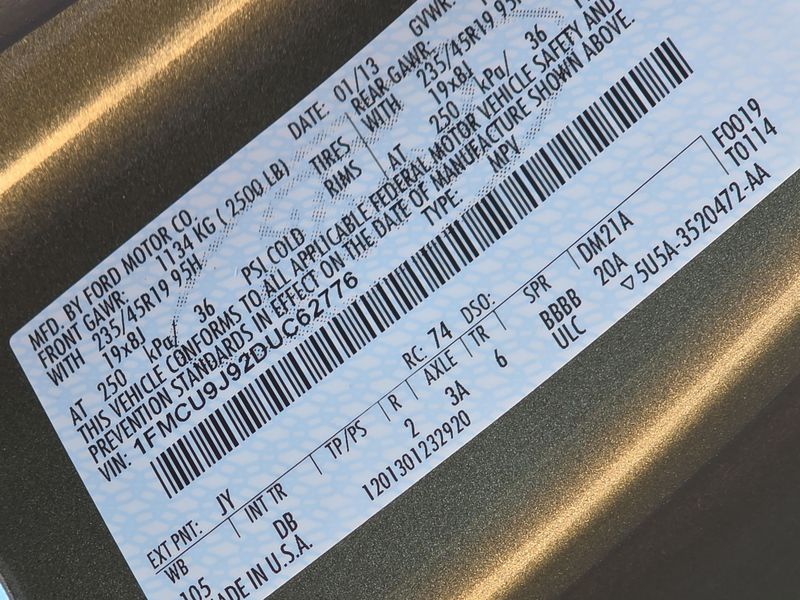 MFD. BY FORD MOTOR CO.
DATE: 01/13 GVWR:
FRONT GAWR: 1134 KG ( 2500 LB) REAR GAWR:
WITH 235/45R19 95H TIRES WITH 235/45R19 95H
19x8J RIMS 19x8J
AT 250 kPa/ 36 PSI COLD AT 250 kPa/ 36
THIS VEHICLE CONFORMS TO ALL APPLICABLE FEDERAL MOTOR VEHICLE SAFETY AND
PREVENTION STANDARDS IN EFFECT ON THE DATE OF MANUFACTURE SHOWN ABOVE.
VIN: 1FMCU9J92DUC62776 TYPE: MPV
F0019
T0114
EXT PNT: JY RC: 74 DSO:
WB INT TR TP/PS R AXLE TR SPR DM21A
105 DB 2 3A 6 BBBB 20A
MADE IN U.S.A. 1201301232920 ULC ▽5U5A-3520472-AA